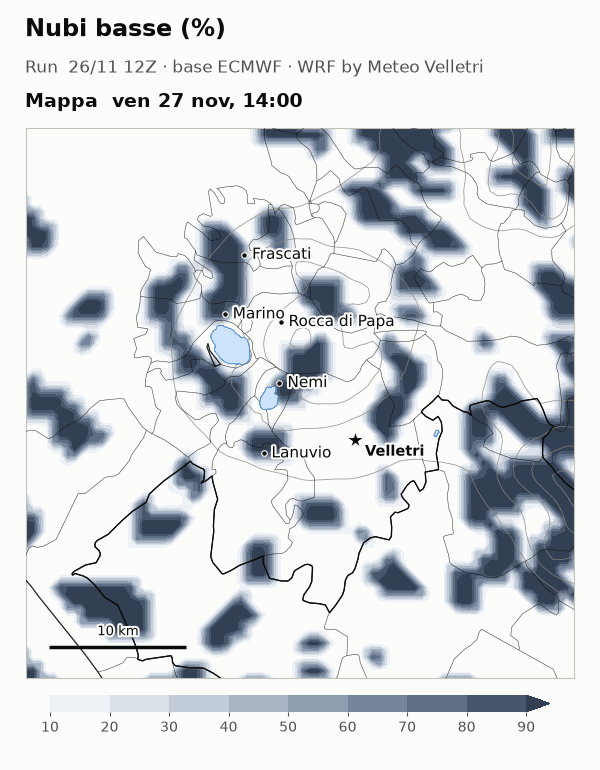 Nubi basse (%)
Run  26/11 12Z · base ECMWF · WRF by Meteo Velletri
Mappa  ven 27 nov, 14:00
Frascati
Marino
Rocca di Papa
Nemi
Velletri
Lanuvio
10 km
10 20 30 40 50 60 70 80 90